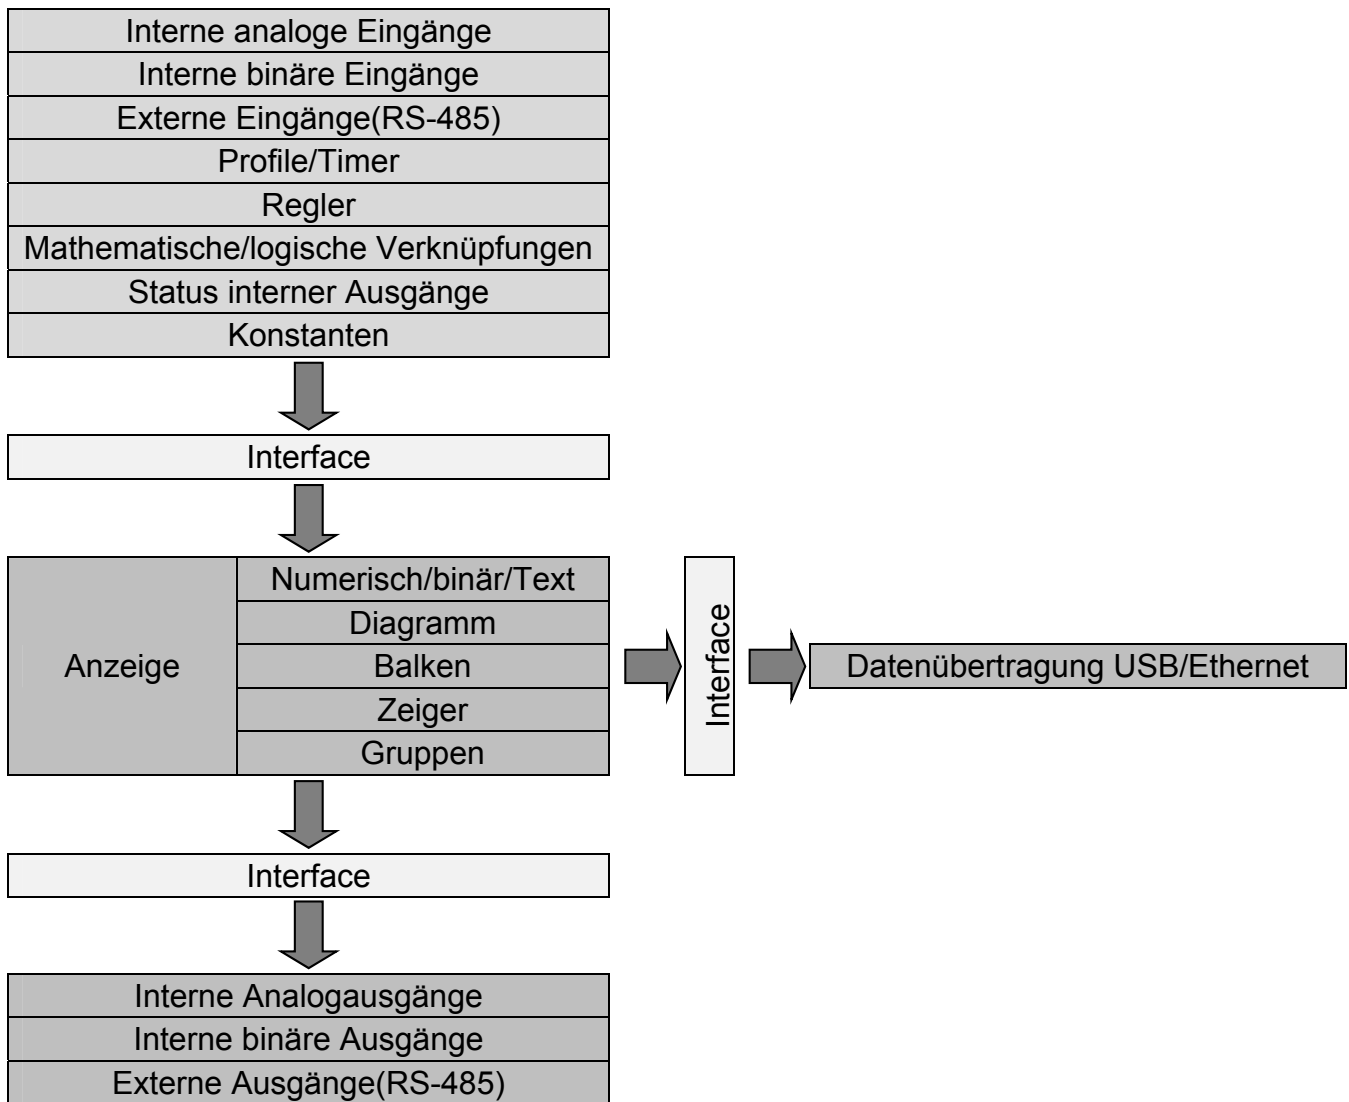 Interne analoge Eingänge
Interne binäre Eingänge
Externe Eingänge(RS-485)
Profile/Timer
Regler
Mathematische/logische Verknüpfungen
Status interner Ausgänge
Konstanten
Interface
Anzeige
Numerisch/binär/Text
Diagramm
Balken
Zeiger
Gruppen
Interface
Datenübertragung USB/Ethernet
Interface
Interne Analogausgänge
Interne binäre Ausgänge
Externe Ausgänge(RS-485)